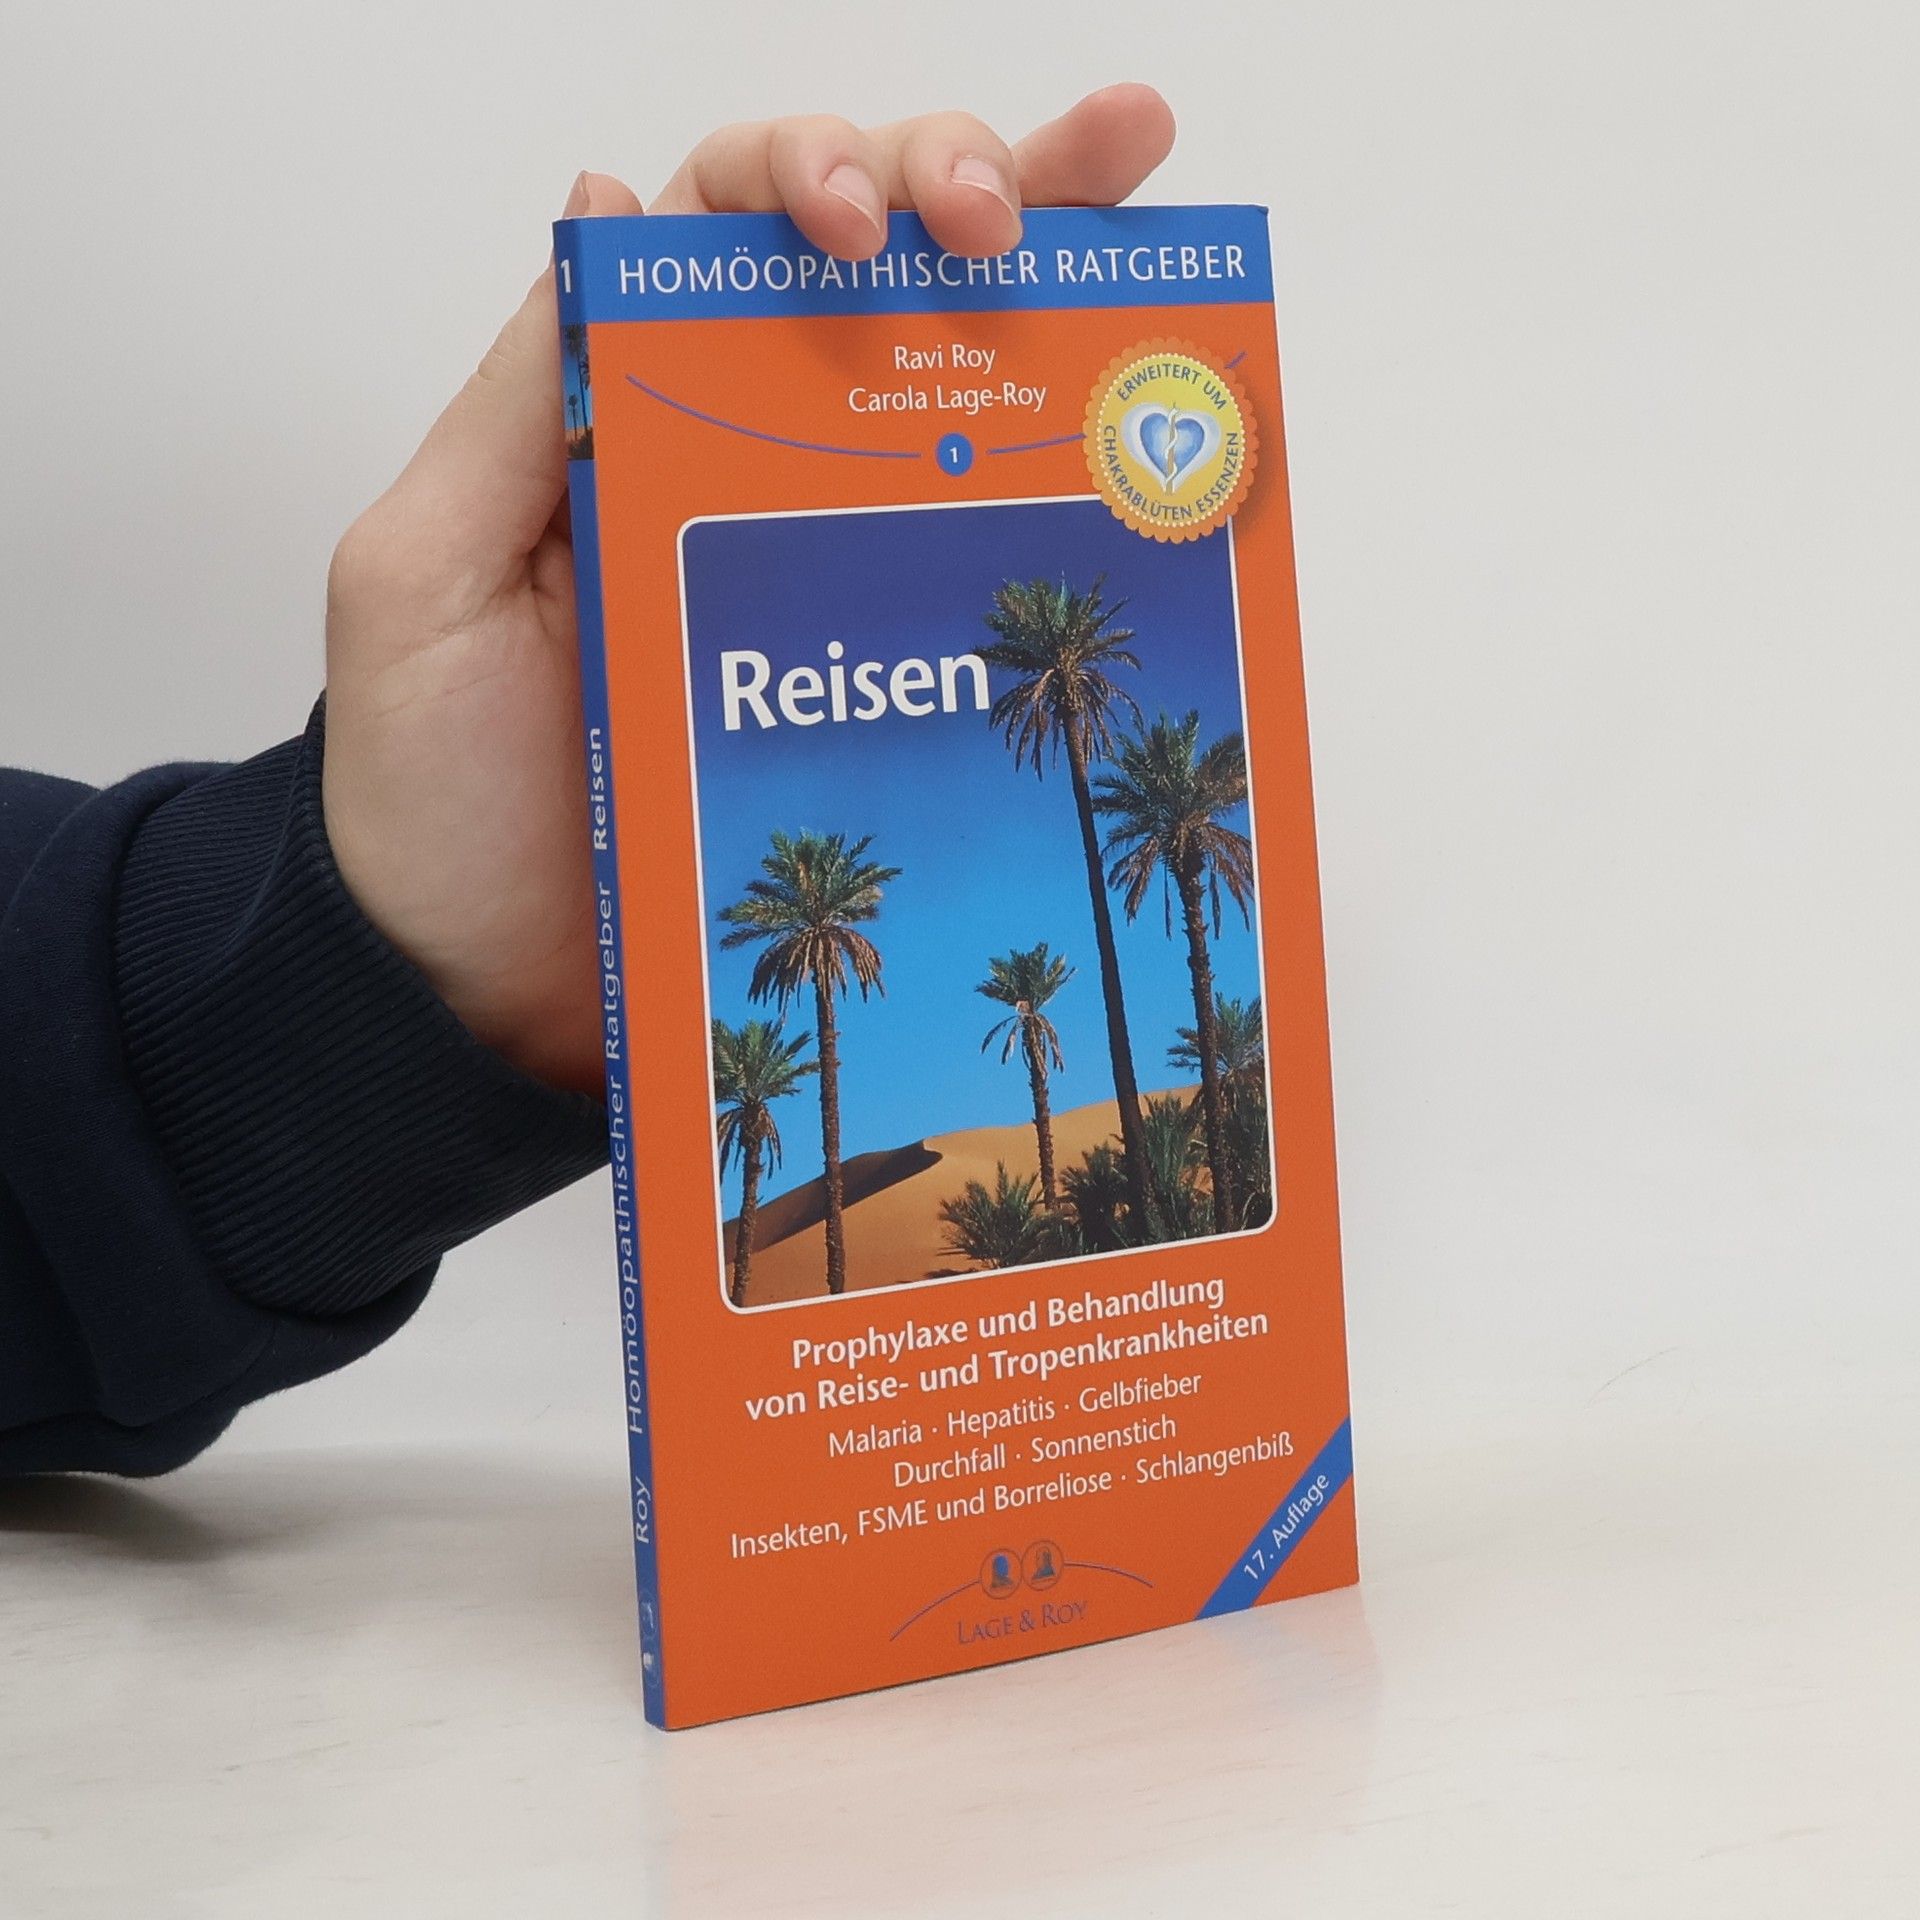 1
HOMÖOPATHISCHER RATGEBER
Ravi Roy
Carola Lage-Roy
1
ERWEITERT UM
CHAKRABLÜTEN ESSENZEN
Reisen
Prophylaxe und Behandlung
von Reise- und Tropenkrankheiten
Malaria · Hepatitis · Gelbfieber
Durchfall · Sonnenstich
Insekten, FSME und Borreliose · Schlangenbiß
17. Auflage
LAGE & ROY
Roy Homöopathischer Ratgeber Reisen